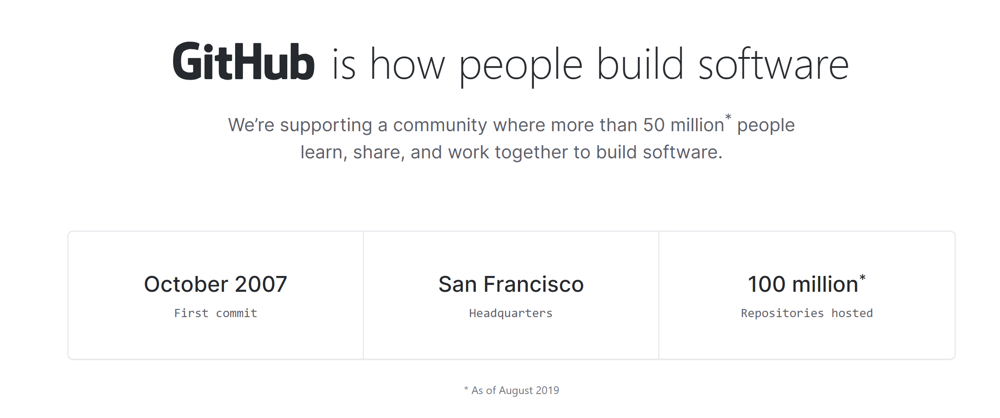 GitHub is how people build software
We’re supporting a community where more than 50 million* people
learn, share, and work together to build software.
October 2007
First commit
San Francisco
Headquarters
100 million*
Repositories hosted
* As of August 2019